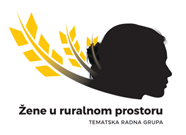 Žene u ruralnom prostoru
TEMATSKA RADNA GRUPA